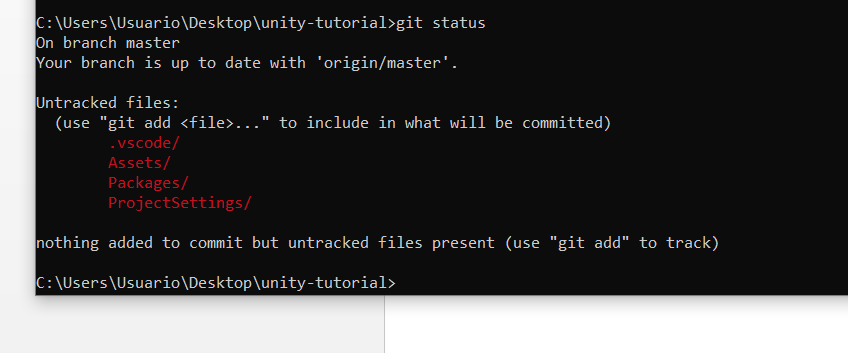 C:\Users\Usuario\Desktop\unity-tutorial>git status
On branch master
Your branch is up to date with 'origin/master'.
Untracked files:
(use "git add <file>..." to include in what will be committed)
.vscode/
Assets/
Packages/
ProjectSettings/
nothing added to commit but untracked files present (use "git add" to track)
C:\Users\Usuario\Desktop\unity-tutorial>